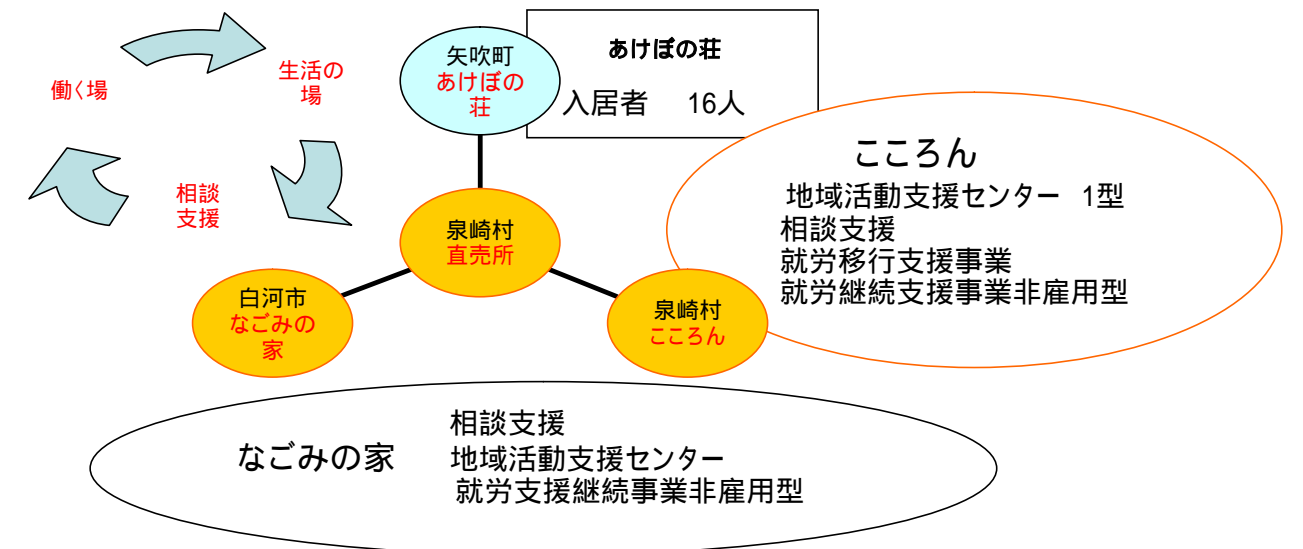 働く場
生活の
場
相談
支援
矢吹町
あけぼの
荘
あけぼの荘
入居者 16人
泉崎村
直売所
白河市
なごみの
家
泉崎村
こころん
こころん
地域活動支援センター 1型
相談支援
就労移行支援事業
就労継続支援事業非雇用型
なごみの家
相談支援
地域活動支援センター
就労支援継続事業非雇用型